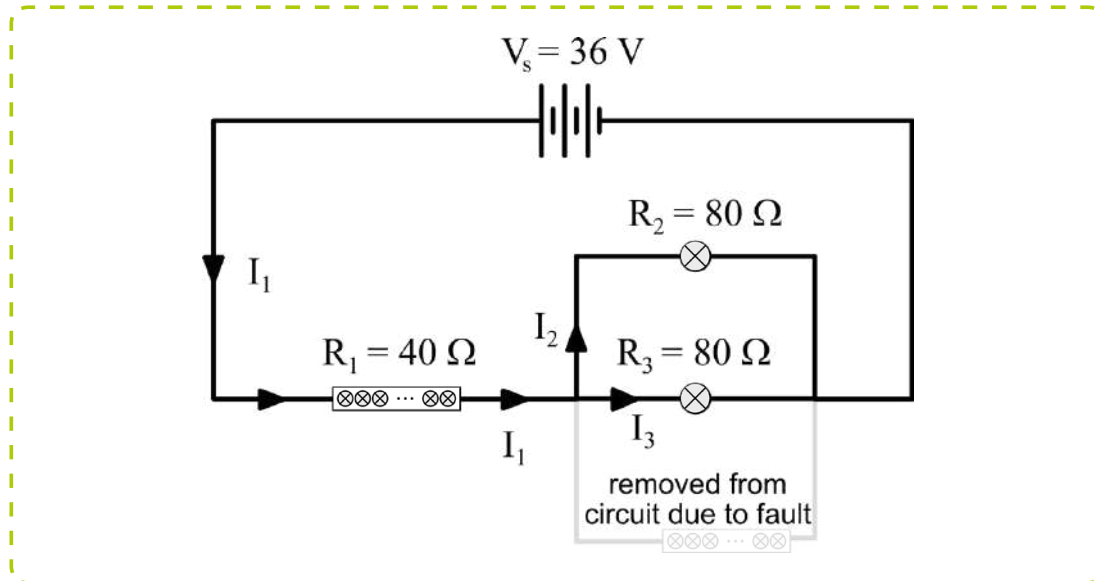 Vₛ = 36 V
R₂ = 80 Ω
I₁
I₂
R₁ = 40 Ω
R₃ = 80 Ω
I₁
I₃
removed from
circuit due to fault